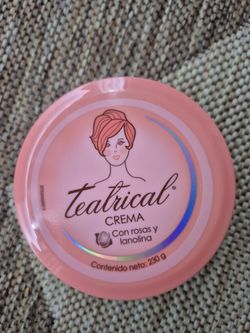 Teatrical®
CREMA
Con rosas y
lanolina
Contenido neto: 230 g